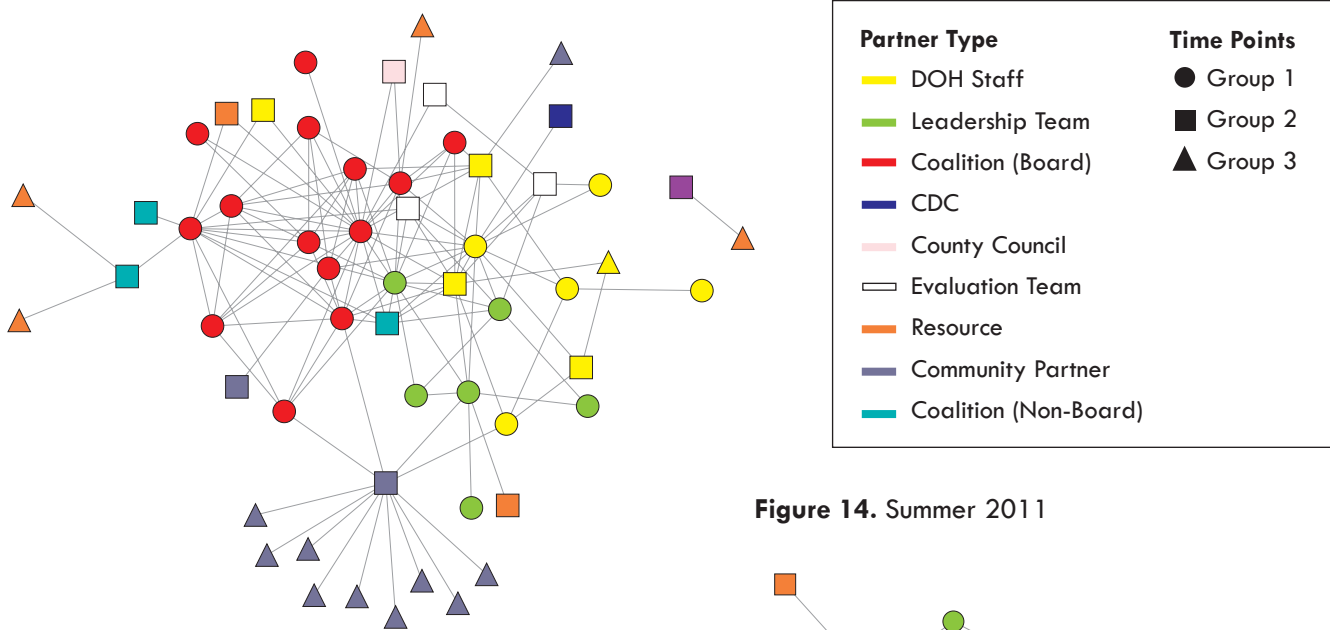 Partner Type
DOH Staff
Leadership Team
Coalition (Board)
CDC
County Council
Evaluation Team
Resource
Community Partner
Coalition (Non-Board)
Time Points
Group 1
Group 2
Group 3
Figure 14. Summer 2011